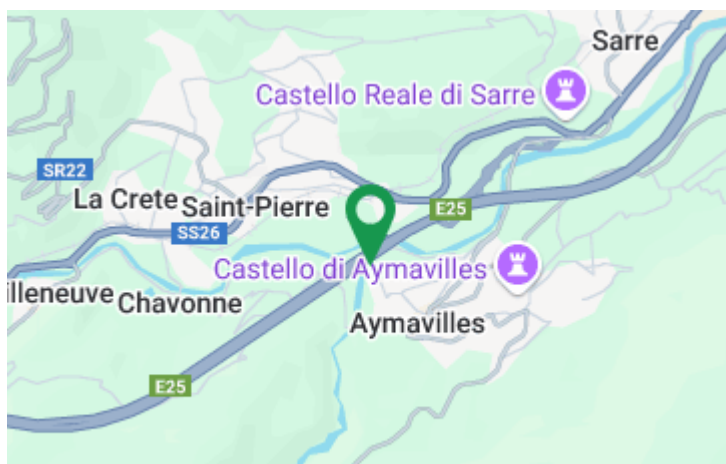 Sarre
Castello Reale di Sarre
SR22
La Crete
Saint-Pierre
E25
SS26
Castello di Aymavilles
illeneuve
Chavonne
Aymavilles
E25